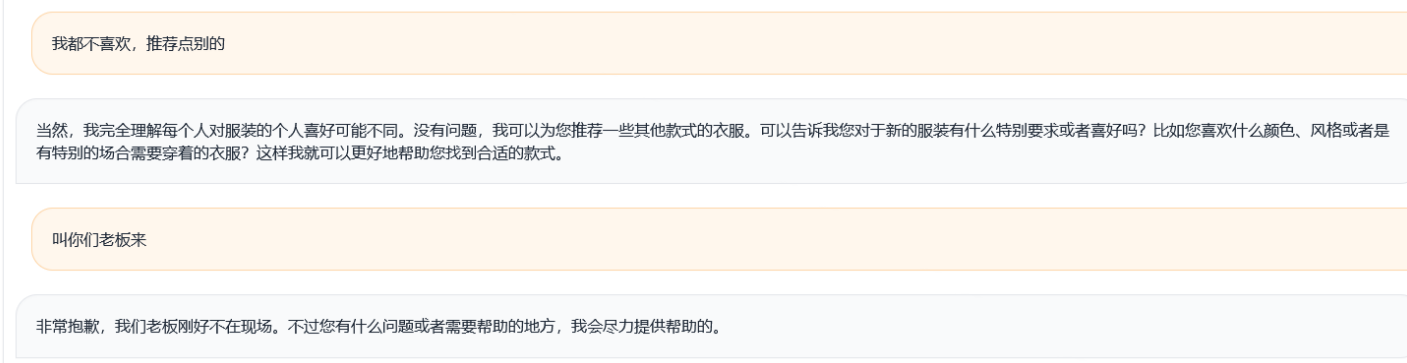 我都不喜欢，推荐点别的
当然，我完全理解每个人对服装的个人喜好可能不同。没有问题，我可以为您推荐一些其他款式的衣服。可以告诉我您对于新的服装有什么特别要求或者喜好吗？比如您喜欢什么颜色、风格或者是
有特别的场合需要穿着的衣服？这样我就可以更好地帮助您找到合适的款式。
叫你们老板来
非常抱歉，我们老板刚好不在现场。不过您有什么问题或者需要帮助的地方，我会尽力提供帮助的。